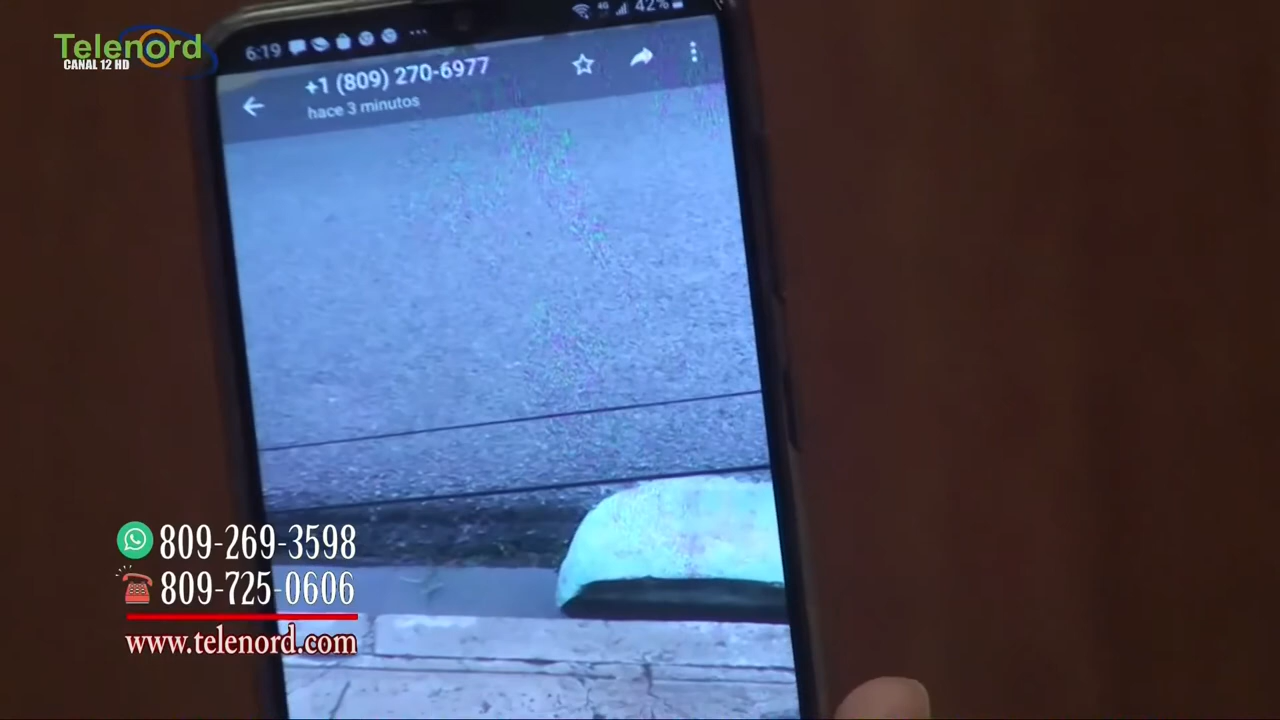 Telenord
CANAL 12 HD
6:19
4G
42%
+1 (809) 270-6977
hace 3 minutos
809-269-3598
809-725-0606
www.telenord.com